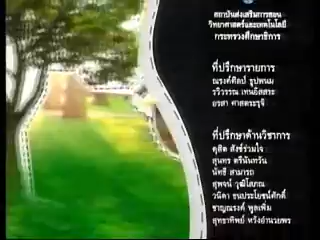 สถาบันส่งเสริมการสอน
วิทยาศาสตร์และเทคโนโลยี
กระทรวงศึกษาธิการ
ที่ปรึกษารายการ
ณรงค์ศิลป์ รูปพนม
รวิวรรณ เทนอิสสระ
อรสา ศาสตระรุจิ
ที่ปรึกษาด้านวิชาการ
ดุสิต สังข์ร่วมใจ
สุนทร ตรีนันทวัน
นัทธี สามารถ
สุพจน์ วุฒิโสภณ
วนิดา ธนประโยชน์ศักดิ์
ชาญณรงค์ พูลเพิ่ม
สุทธาทิพย์ หวังอำนวยพร